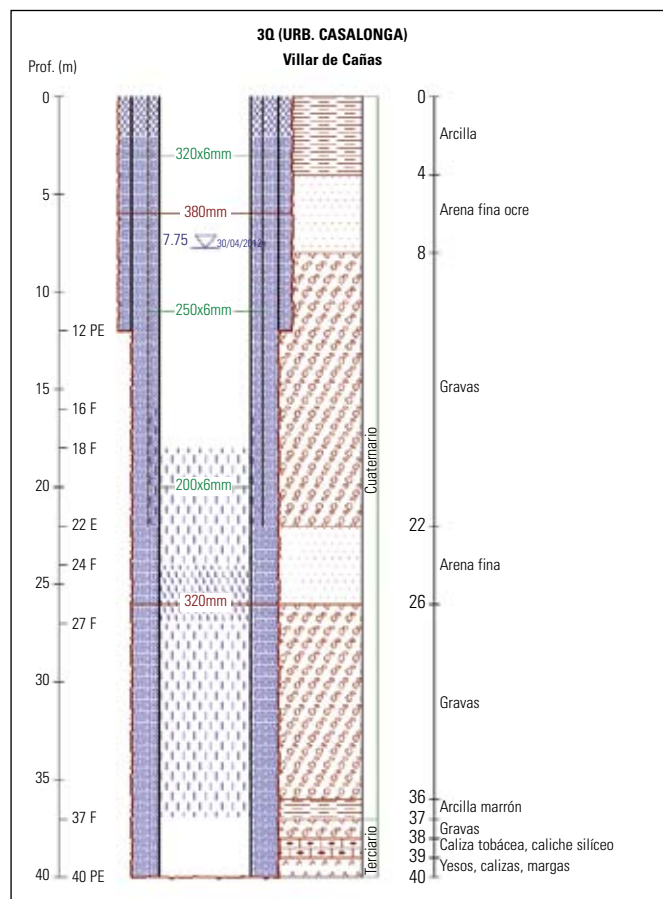 3Q (URB. CASALONGA)
Villar de Cañas
Prof. (m)
0
0
320x6mm
Arcilla
4
5
380mm
Arena fina ocre
7.75
30/04/2012
8
10
250x6mm
12 PE
15
Gravas
16 F
18 F
Cuaternario
20
200x6mm
22 E
22
24 F
Arena fina
25
320mm
26
27 F
30
Gravas
35
36
Arcilla marrón
37 F
37
Gravas
38
Caliza tobácea, caliche silíceo
Terciario
39
Yesos, calizas, margas
40
40 PE
40